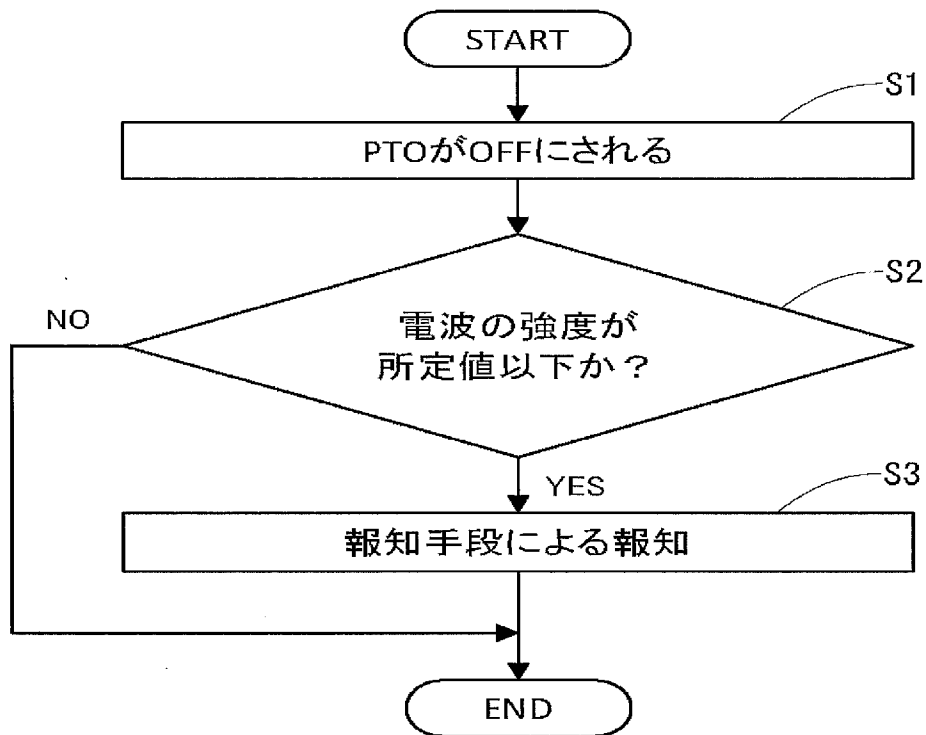 START
S1
PTOがOFFにされる
S2
NO
電波の強度が
所定値以下か？
YES
S3
報知手段による報知
END